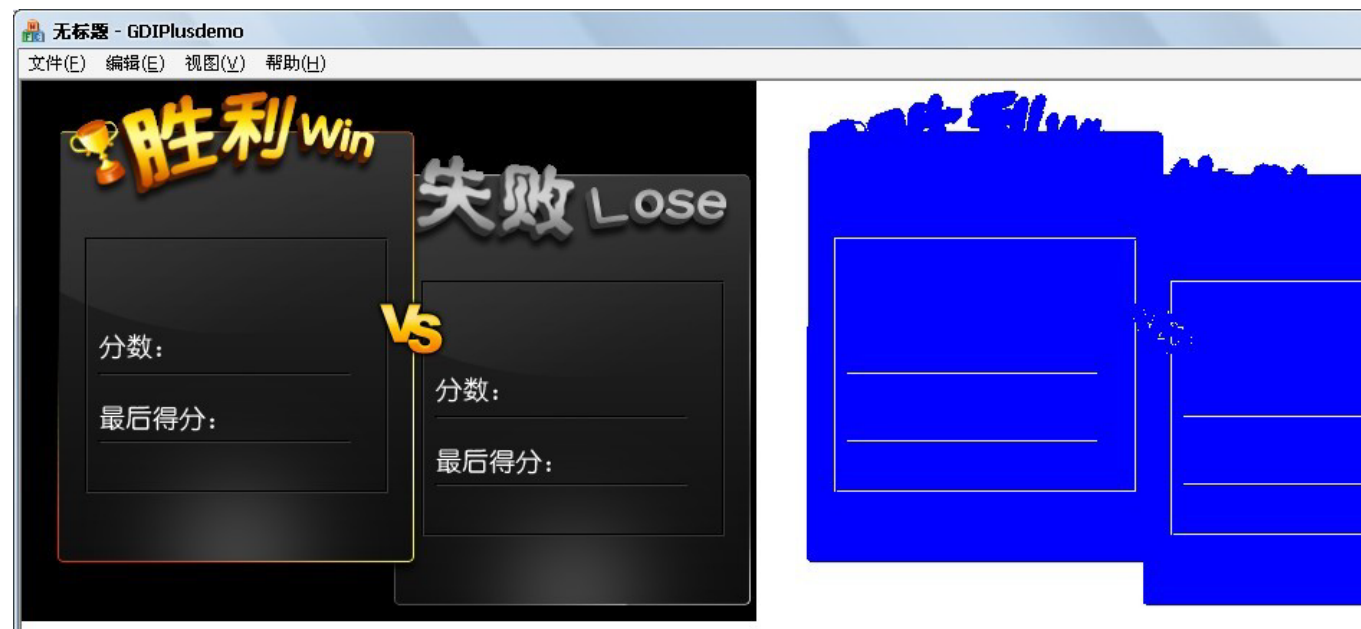 无标题 - GDIPlusdemo
文件(F) 编辑(E) 视图(V) 帮助(H)
胜利Win
失败Lose
VS
分数：
最后得分：
分数：
最后得分：